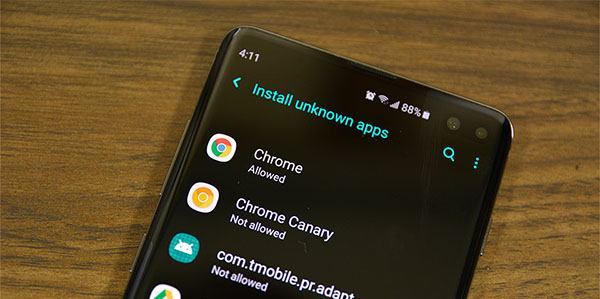 4:11
88%
Install unknown apps
Chrome
Allowed
Chrome Canary
Not allowed
com.tmobile.pr.adapt
Not allowed